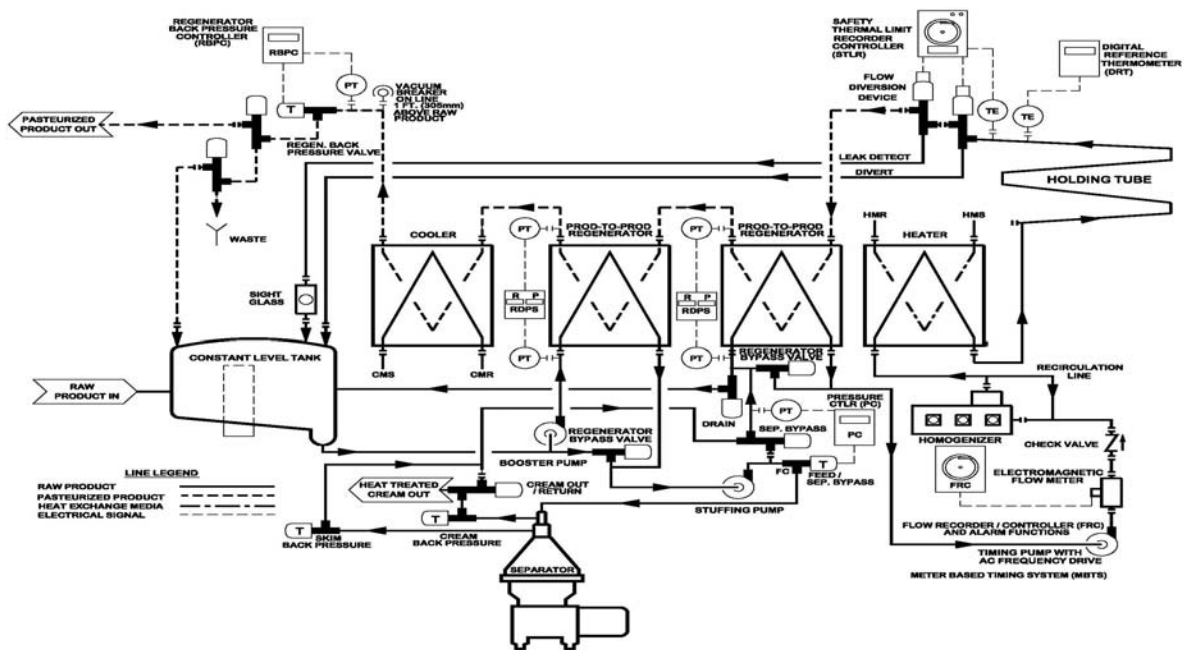 REGENERATOR
BACK PRESSURE
CONTROLLER
(RBPC)
RBPC
PT
T
VACUUM
BREAKER
ON LINE
1 FT. (305mm)
ABOVE RAW
PRODUCT
SAFETY
THERMAL LIMIT
RECORDER
CONTROLLER
(STLR)
DIGITAL
REFERENCE
THERMOMETER
(DRT)
FLOW
DIVERSION
DEVICE
TE
TE
PASTEURIZED
PRODUCT OUT
REGEN. BACK
PRESSURE VALVE
LEAK DETECT
DIVERT
HOLDING TUBE
WASTE
COOLER
PT
PROD-TO-PROD
REGENERATOR
PT
PROD-TO-PROD
REGENERATOR
HMR
HMS
HEATER
SIGHT
GLASS
R P
RDPS
R P
RDPS
PT
PT
CONSTANT LEVEL TANK
CMS
CMR
REGENERATOR
BYPASS VALVE
RECIRCULATION
LINE
RAW
PRODUCT IN
DRAIN
PRESSURE
CTLR (PC)
PT
PC
SEP. BYPASS
HOMOGENIZER
CHECK VALVE
REGENERATOR
BYPASS VALVE
BOOSTER PUMP
FC
T
FEED /
SEP. BYPASS
ELECTROMAGNETIC
FLOW METER
FRC
LINE LEGEND
RAW PRODUCT
PASTEURIZED PRODUCT
HEAT EXCHANGE MEDIA
ELECTRICAL SIGNAL
HEAT TREATED
CREAM OUT
CREAM OUT
/ RETURN
STUFFING PUMP
T
SKIM
BACK PRESSURE
T
CREAM
BACK PRESSURE
FLOW RECORDER / CONTROLLER (FRC)
AND ALARM FUNCTIONS
TIMING PUMP WITH
AC FREQUENCY DRIVE
METER BASED TIMING SYSTEM (MBTS)
SEPARATOR